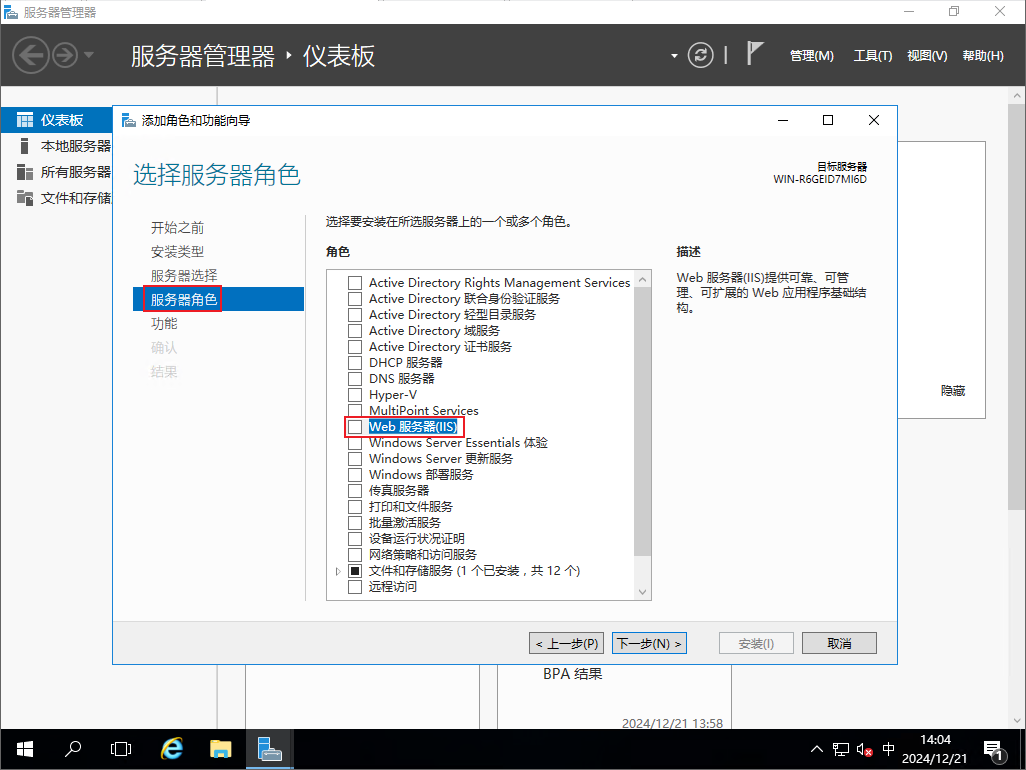 服务器管理器
服务器管理器 · 仪表板
管理(M) 工具(T) 视图(V) 帮助(H)
仪表板
本地服务器
所有服务器
文件和存储
添加角色和功能向导
选择服务器角色
目标服务器
WIN-R6GEID7MI6D
开始之前
安装类型
服务器选择
服务器角色
功能
确认
结果
选择要安装在所选服务器上的一个或多个角色。
角色
Active Directory Rights Management Services
Active Directory 联合身份验证服务
Active Directory 轻型目录服务
Active Directory 域服务
Active Directory 证书服务
DHCP 服务器
DNS 服务器
Hyper-V
MultiPoint Services
Web 服务器(IIS)
Windows Server Essentials 体验
Windows Server 更新服务
Windows 部署服务
传真服务器
打印和文件服务
批量激活服务
设备运行状况证明
网络策略和访问服务
文件和存储服务 (1 个已安装，共 12 个)
远程访问
描述
Web 服务器(IIS)提供可靠、可管
理、可扩展的 Web 应用程序基础结
构。
隐藏
< 上一步(P) 下一步(N) > 安装(I) 取消
BPA 结果
2024/12/21 13:58
中
14:04
2024/12/21
1